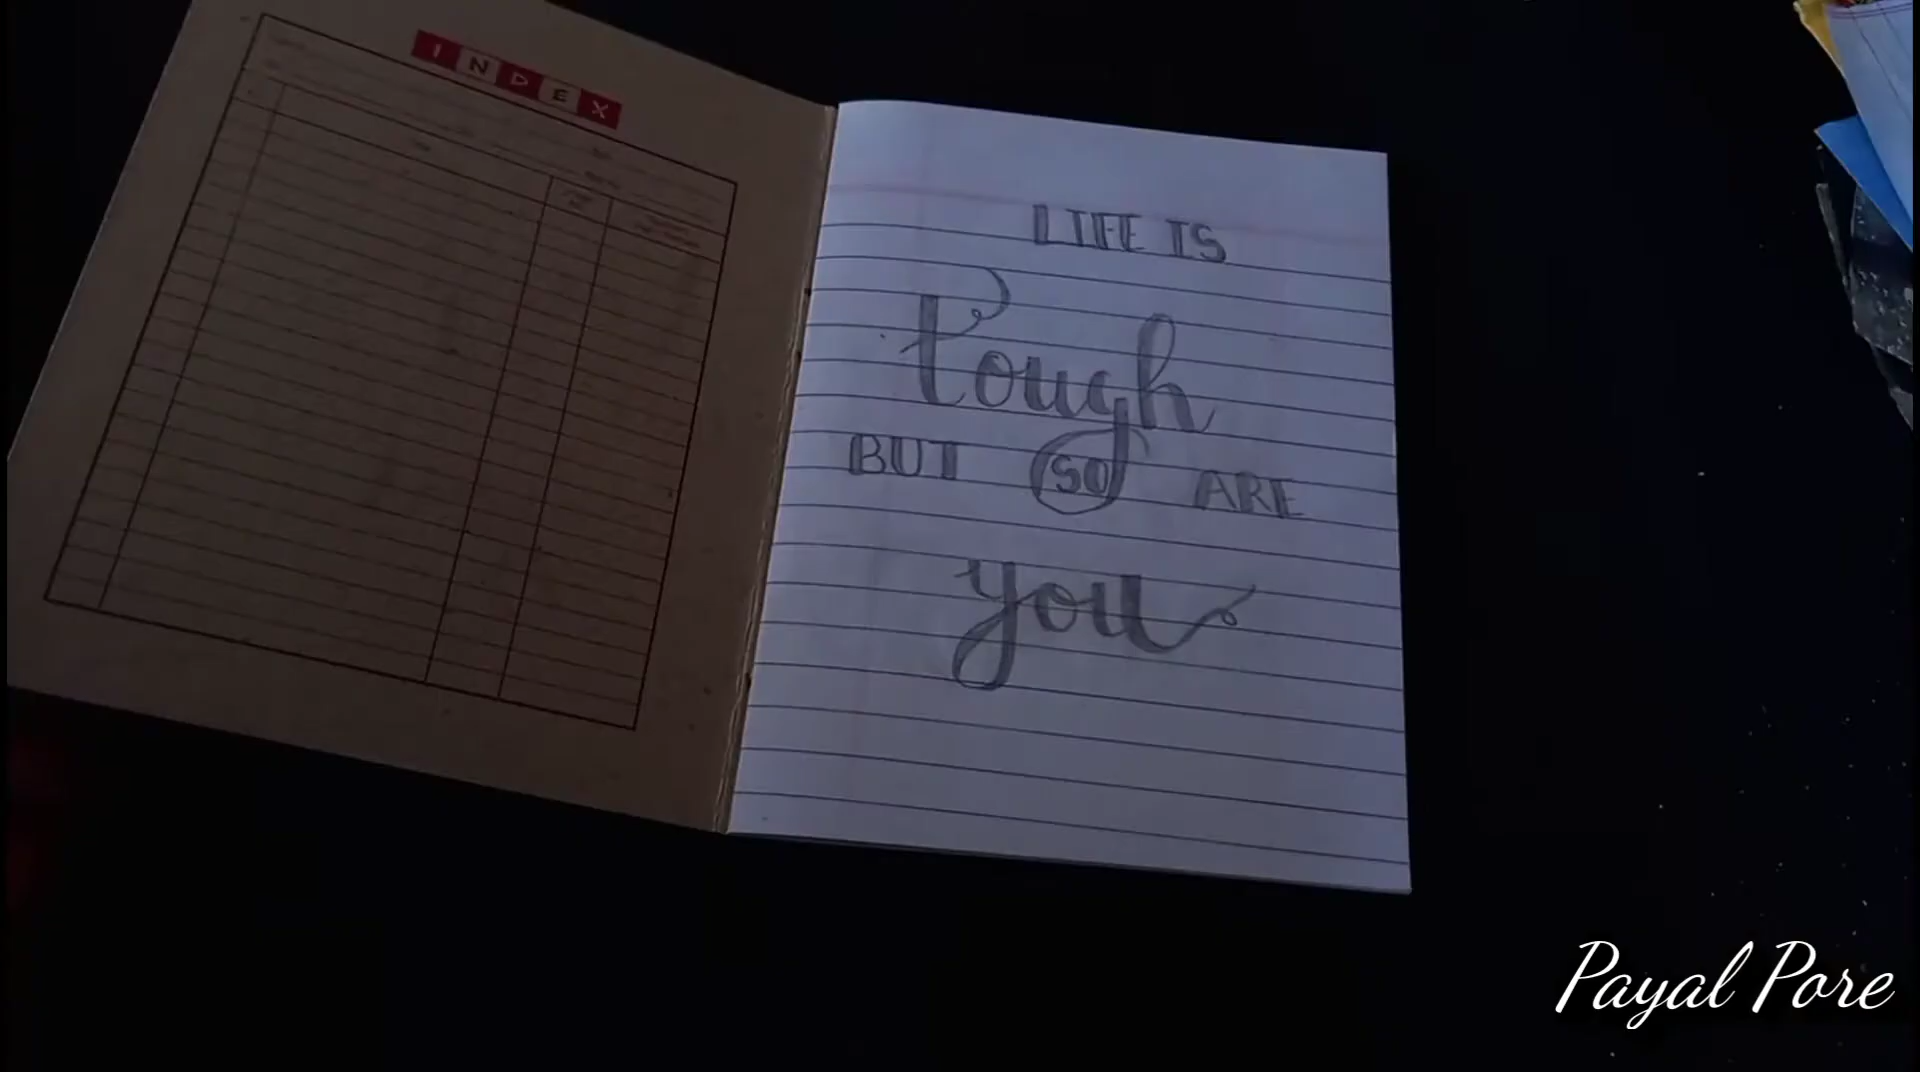 INDEX
LIFE IS
tough
BUT SO ARE
you
Payal Pore